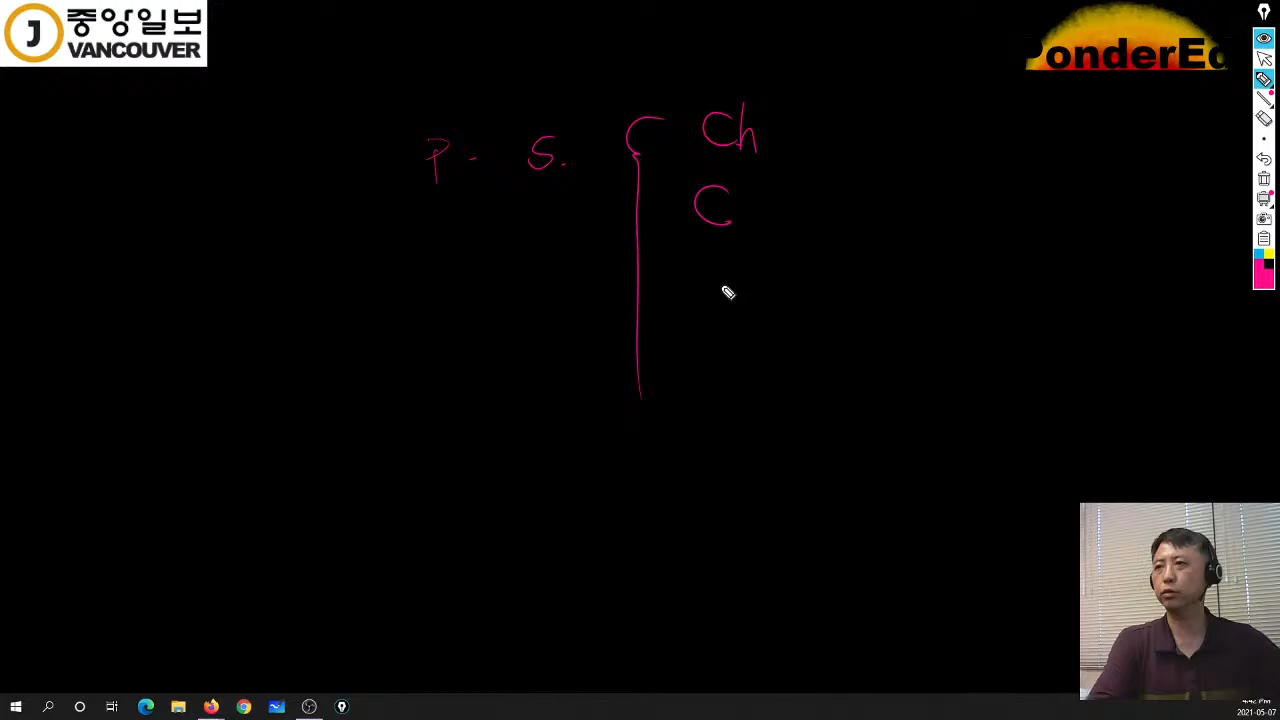 J 중앙일보
VANCOUVER
PonderEd
P. S. Ch
C
2021-05-07